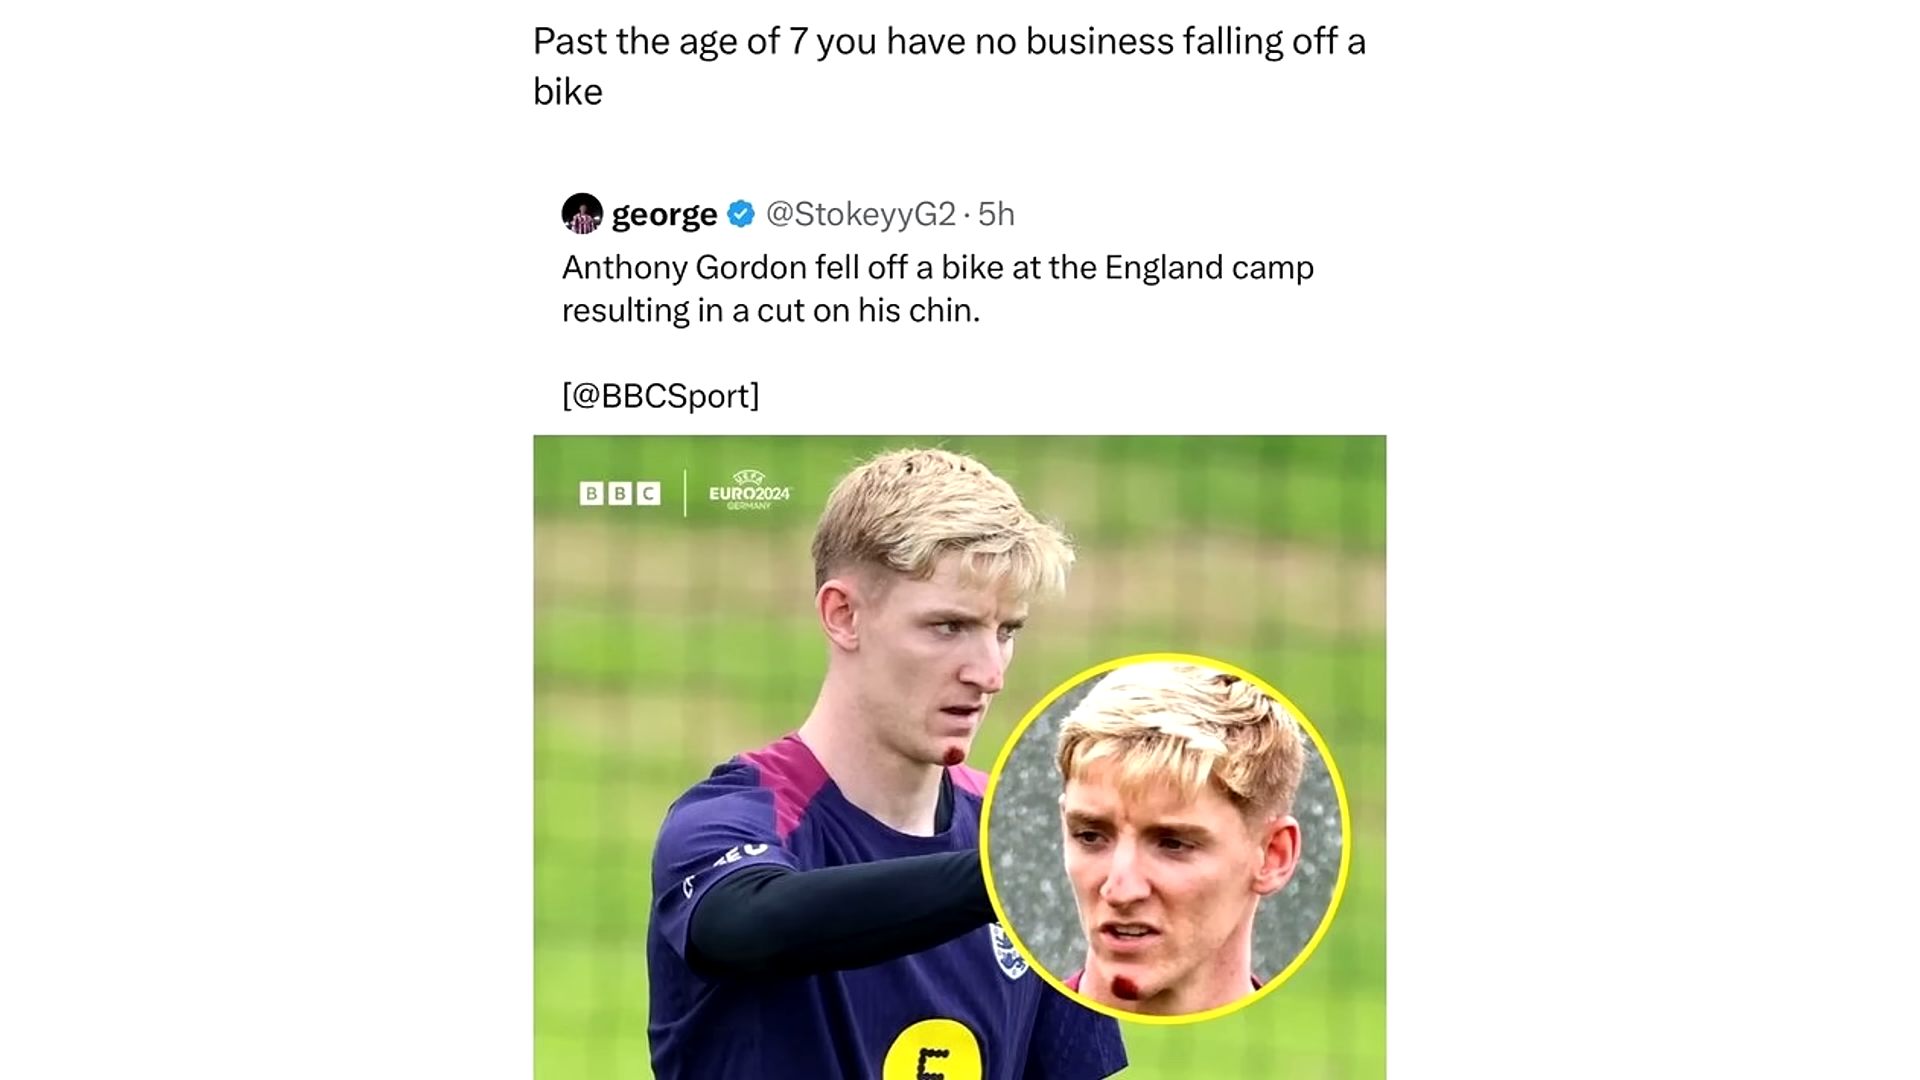 Past the age of 7 you have no business falling off a
bike
george @StokeyyG2 · 5h
Anthony Gordon fell off a bike at the England camp
resulting in a cut on his chin.
[@BBCSport]
BBC
UEFA
EURO2024
GERMANY
E